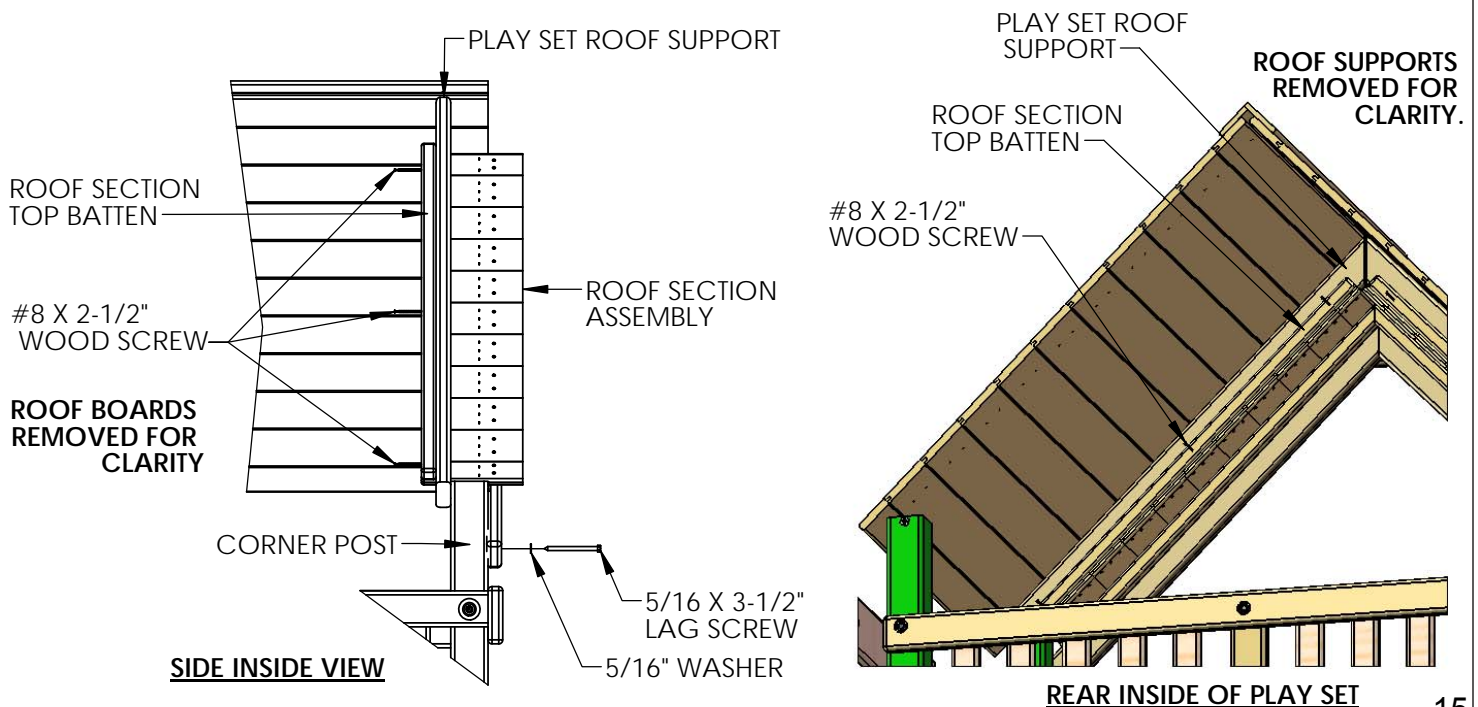 PLAY SET ROOF SUPPORT
ROOF SECTION
TOP BATTEN
#8 X 2-1/2"
WOOD SCREW
ROOF BOARDS
REMOVED FOR
CLARITY
ROOF SECTION
ASSEMBLY
CORNER POST
5/16 X 3-1/2"
LAG SCREW
5/16" WASHER
SIDE INSIDE VIEW
PLAY SET ROOF
SUPPORT
ROOF SUPPORTS
REMOVED FOR
CLARITY.
ROOF SECTION
TOP BATTEN
#8 X 2-1/2"
WOOD SCREW
REAR INSIDE OF PLAY SET
15